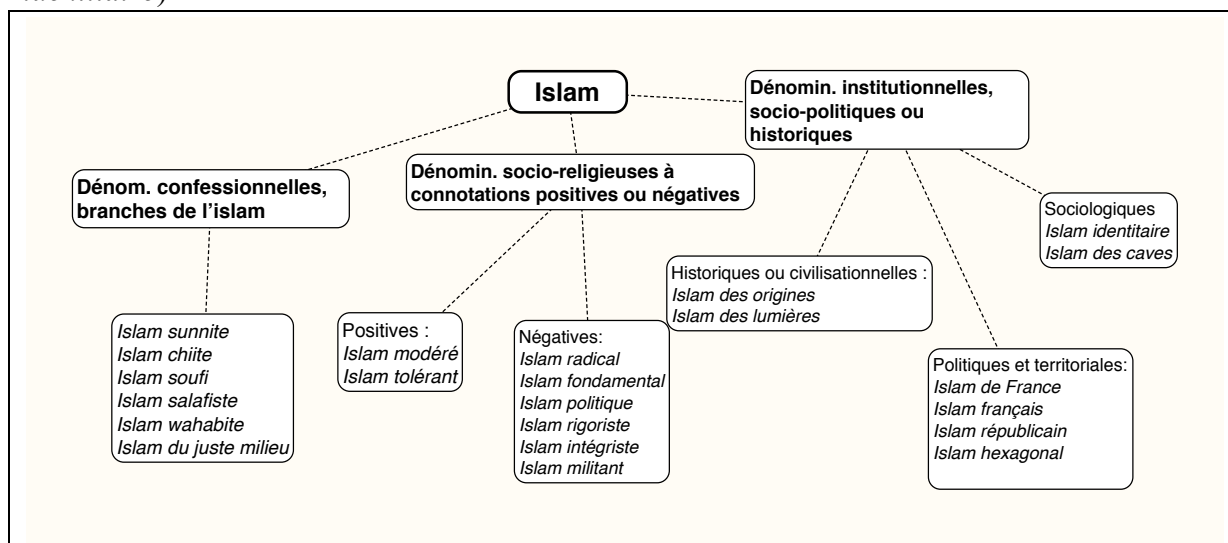 Islam
Dénomin. institutionnelles,
socio-politiques ou
historiques
Dénom. confessionnelles,
branches de l’islam
Dénomin. socio-religieuses à
connotations positives ou négatives
Sociologiques
Islam identitaire
Islam des caves
Historiques ou civilisationnelles :
Islam des origines
Islam des lumières
Islam sunnite
Islam chiite
Islam soufi
Islam salafiste
Islam wahabite
Islam du juste milieu
Positives :
Islam modéré
Islam tolérant
Négatives:
Islam radical
Islam fondamental
Islam politique
Islam rigoriste
Islam intégriste
Islam militant
Politiques et territoriales:
Islam de France
Islam français
Islam républicain
Islam hexagonal